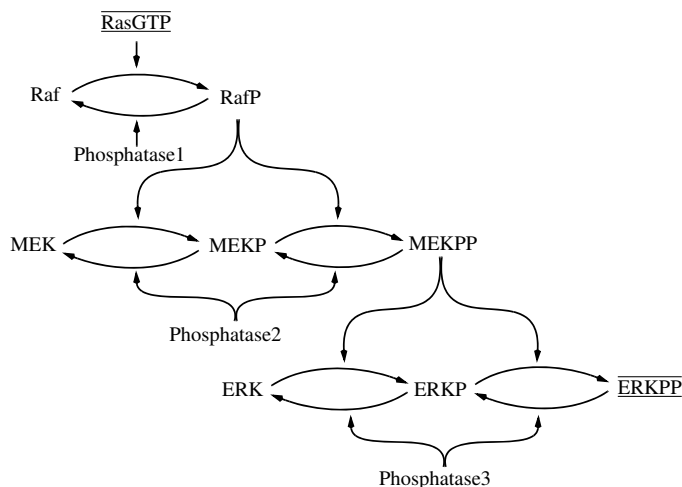 RasGTP
Raf RafP
Phosphatase1
MEK MEKP MEKPP
Phosphatase2
ERK ERKP ERKPP
Phosphatase3